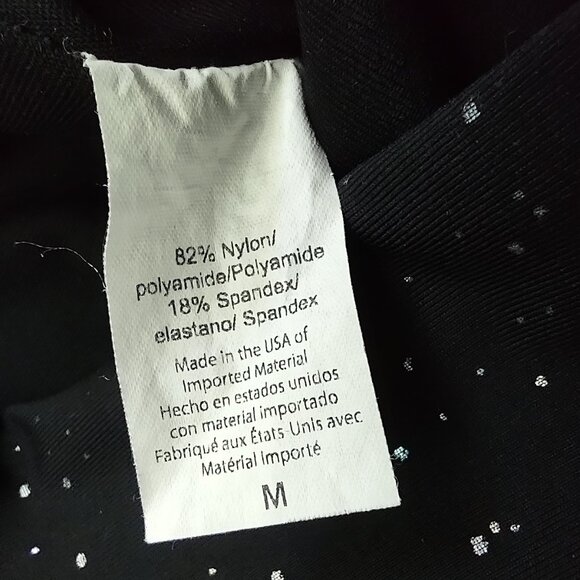 82% Nylon/
polyamide/Polyamide
18% Spandex/
elastano/ Spandex
Made in the USA of
Imported Material
Hecho en estados unidos
con material importado
Fabriqué aux États-Unis avec
Matérial Importé
M